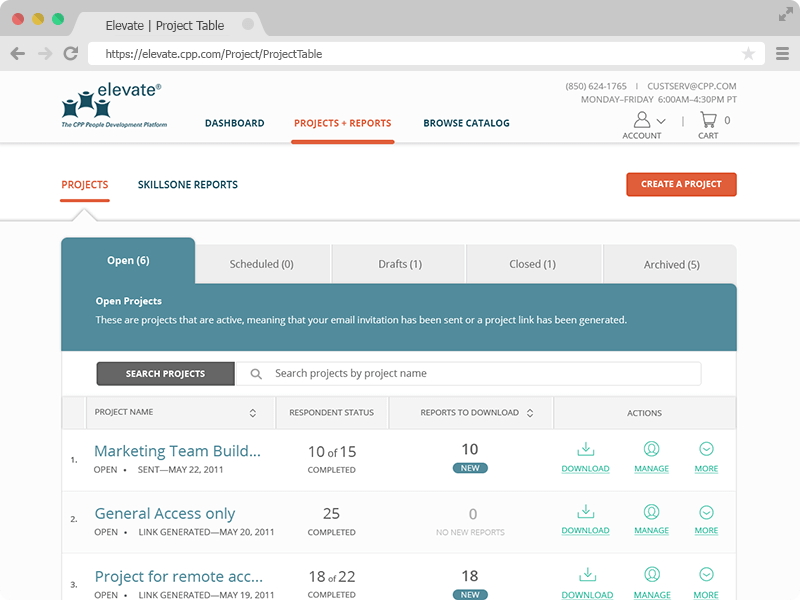 Elevate | Project Table
https://elevate.cpp.com/Project/ProjectTable
elevate®
The CPP People Development Platform
DASHBOARD
PROJECTS + REPORTS
BROWSE CATALOG
(850) 624-1765 | CUSTSERV@CPP.COM
MONDAY–FRIDAY 6:00AM–4:30PM PT
ACCOUNT
|
0
CART
PROJECTS
SKILLSONE REPORTS
CREATE A PROJECT
Open (6)
Scheduled (0)
Drafts (1)
Closed (1)
Archived (5)
Open Projects
These are projects that are active, meaning that your email invitation has been sent or a project link has been generated.
SEARCH PROJECTS
Search projects by project name
PROJECT NAME
RESPONDENT STATUS
REPORTS TO DOWNLOAD
ACTIONS
1.
Marketing Team Build...
OPEN • SENT—MAY 22, 2011
10 of 15
COMPLETED
10
NEW
DOWNLOAD
MANAGE
MORE
2.
General Access only
OPEN • LINK GENERATED—MAY 20, 2011
25
COMPLETED
0
NO NEW REPORTS
DOWNLOAD
MANAGE
MORE
3.
Project for remote acc...
OPEN • LINK GENERATED—MAY 19, 2011
18 of 22
COMPLETED
18
NEW
DOWNLOAD
MANAGE
MORE